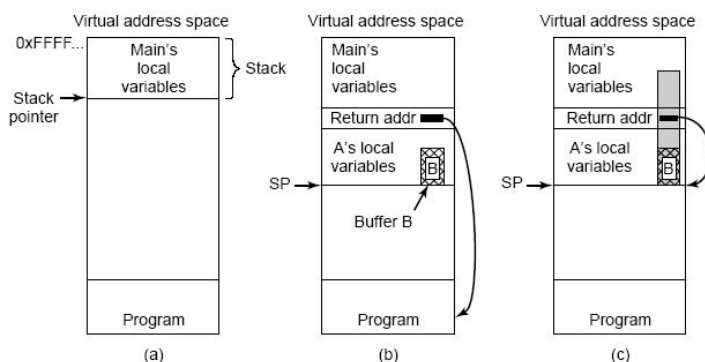 Virtual address space
0xFFFF...
Main's
local
variables
Stack
Stack
pointer
Program
(a)
Virtual address space
Main's
local
variables
Return addr
A's local
variables
B
SP
Buffer B
Program
(b)
Virtual address space
Main's
local
variables
Return addr
A's local
variables
B
SP
Program
(c)